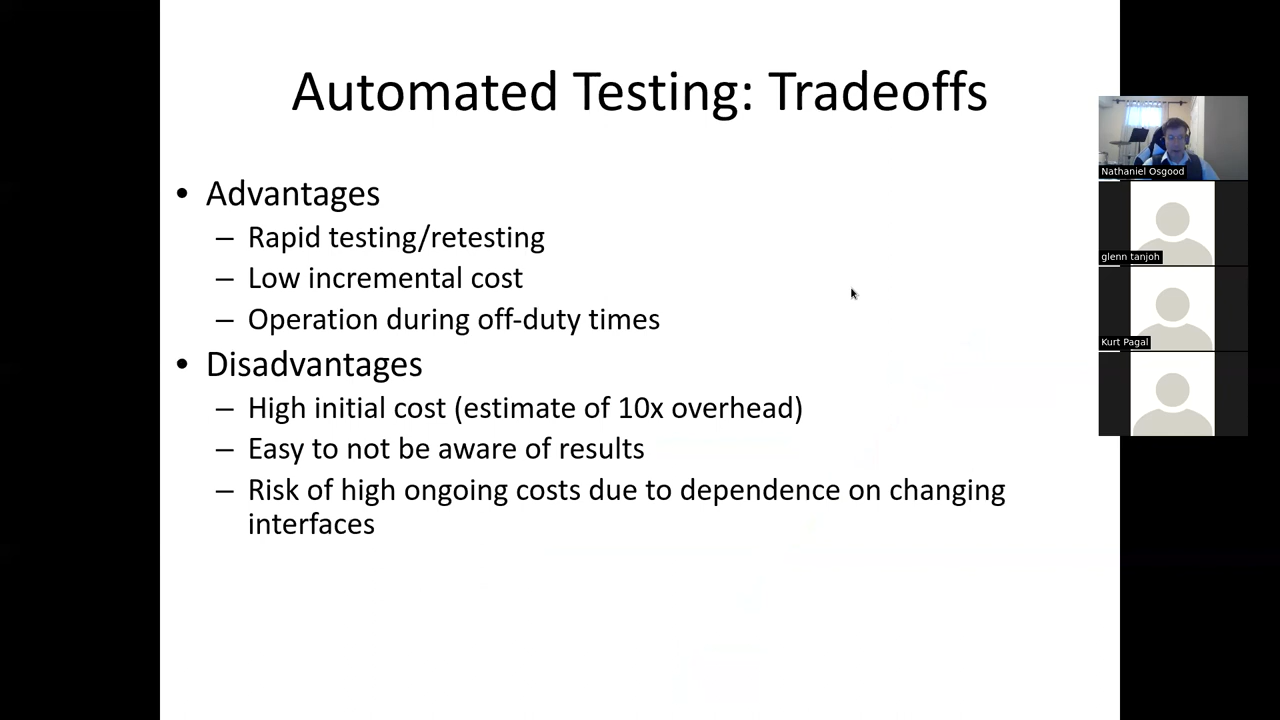 Automated Testing: Tradeoffs
• Advantages
– Rapid testing/retesting
– Low incremental cost
– Operation during off-duty times
• Disadvantages
– High initial cost (estimate of 10x overhead)
– Easy to not be aware of results
– Risk of high ongoing costs due to dependence on changing
interfaces
Nathaniel Osgood
glenn tanjoh
Kurt Pagal